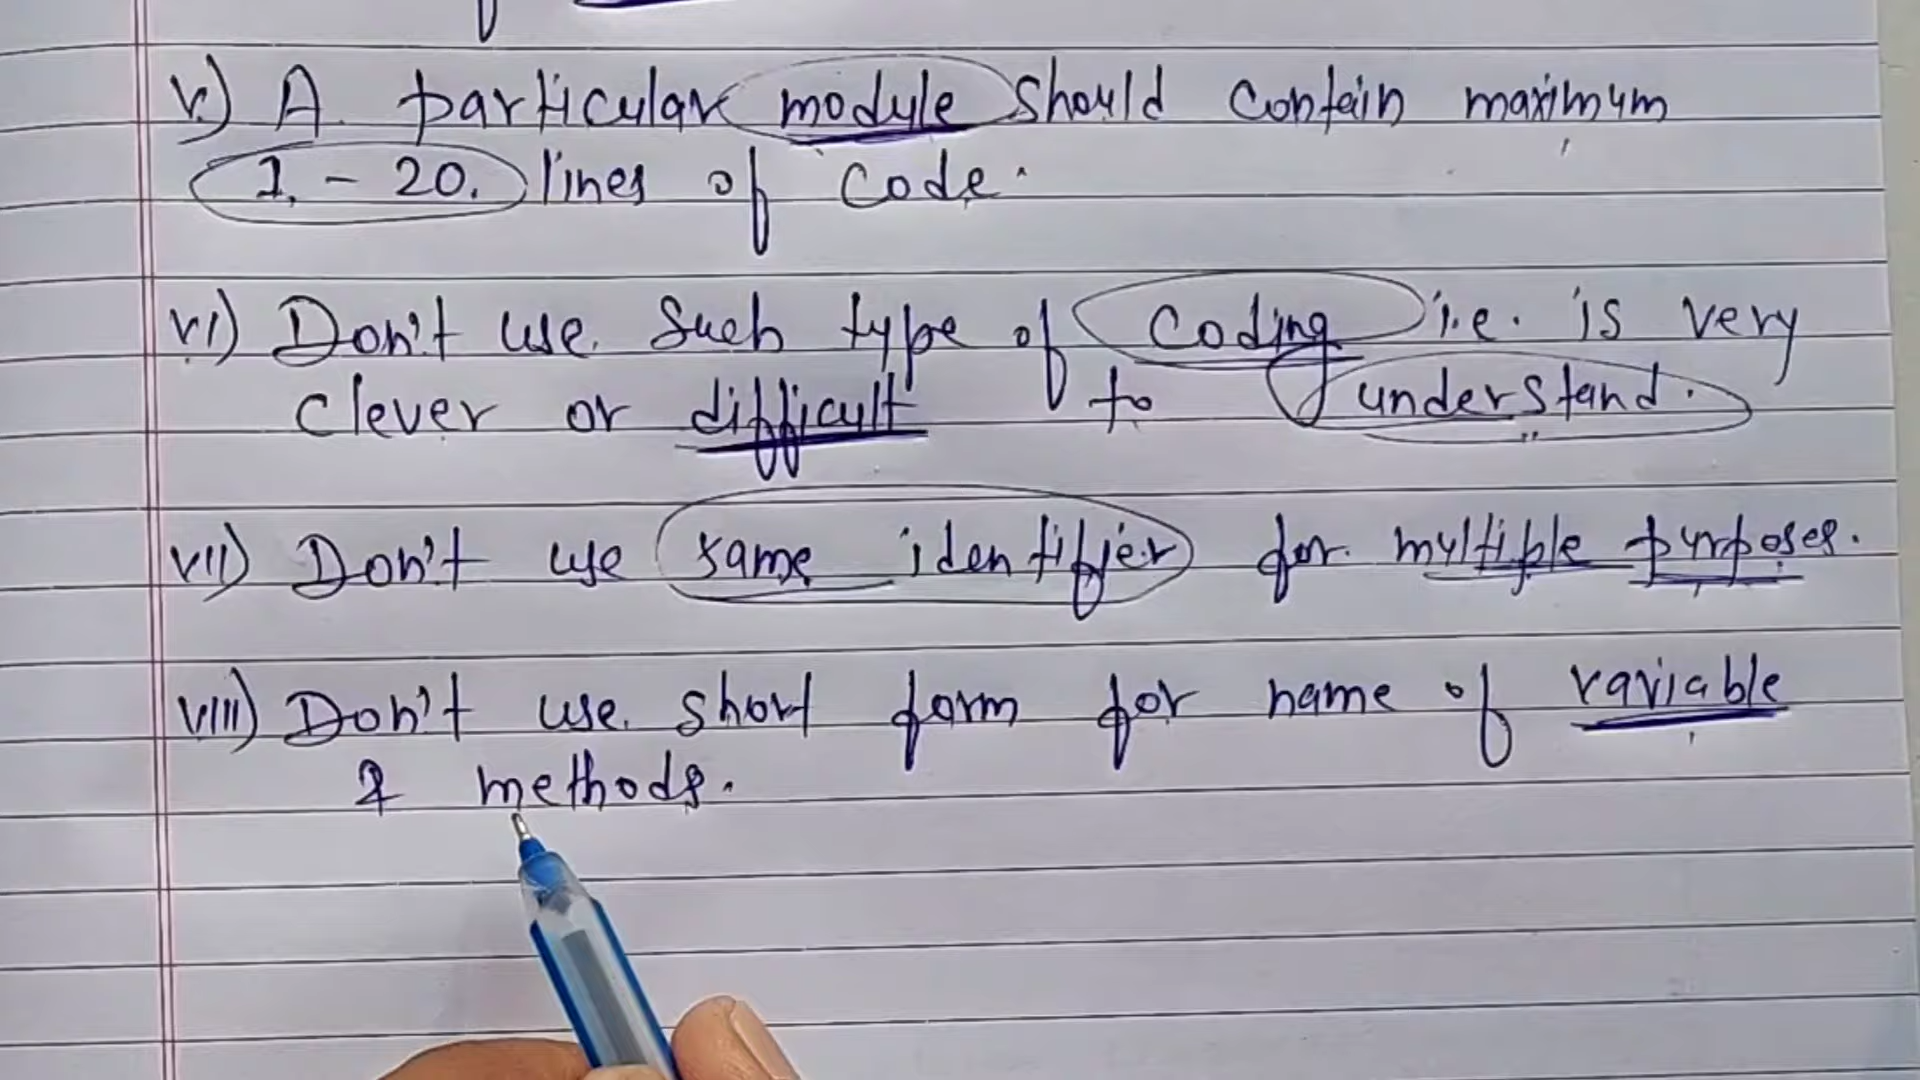 v.) A particular module should contain maximum
1. - 20. lines of code.
vi) Don't use such type of coding i.e. is very
clever or difficult to understand.
vii) Don't use same identifier for multiple purposes.
viii) Don't use short form for name of variable
& methods.